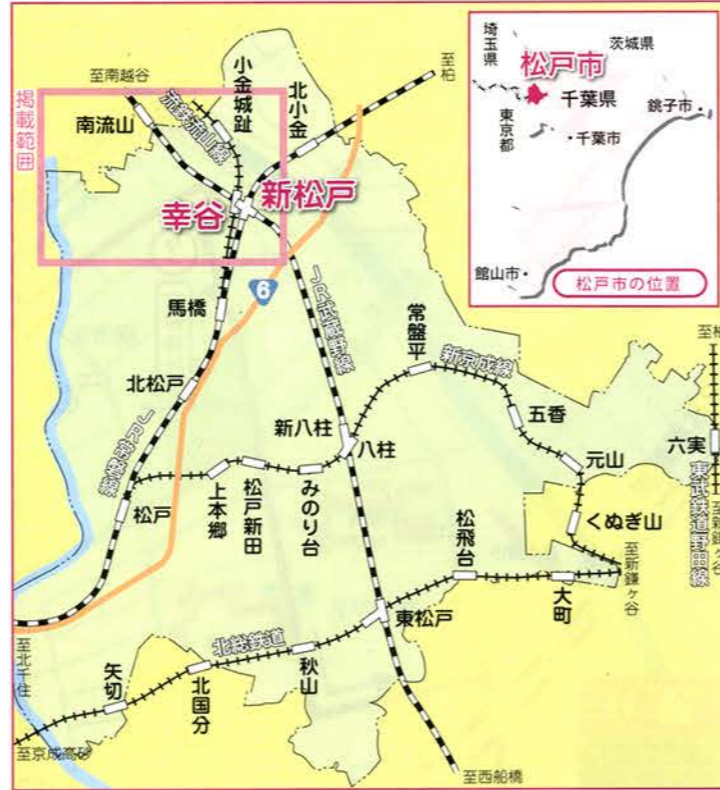 埼玉県
茨城県
松戸市
千葉県
東京都
・千葉市
銚子市・
館山市・
松戸市の位置
掲載範囲
至南越谷
小金城趾
北小金
至柏
南流山
流鉄流山線
幸谷
新松戸
6
馬橋
JR武蔵野線
北松戸
JR常磐線
常盤平
新京成線
至柏
五香
新八柱
八柱
元山
六実
東武鉄道野田線
松戸
上本郷
松戸新田
みのり台
くぬぎ山
至新鎌ヶ谷
至新鎌ヶ谷
松飛台
大町
東松戸
北総鉄道
秋山
北国分
矢切
至北千住
至京成高砂
至西船橋